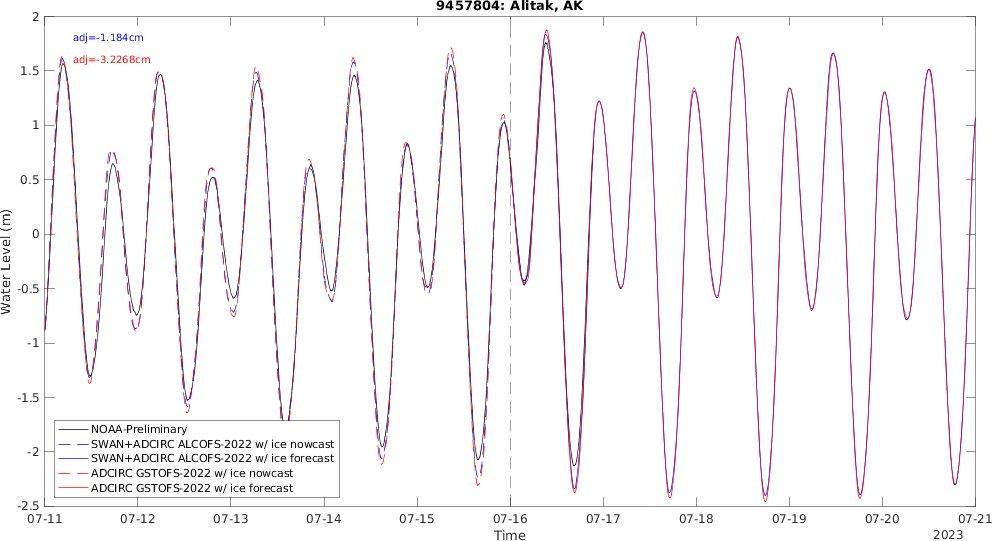 9457804: Alitak, AK
adj=-1.184cm
adj=-3.2268cm
Water Level (m)
2
1.5
1
0.5
0
-0.5
-1
-1.5
-2
-2.5
NOAA-Preliminary
SWAN+ADCIRC ALCOFS-2022 w/ ice nowcast
SWAN+ADCIRC ALCOFS-2022 w/ ice forecast
ADCIRC GSTOFS-2022 w/ ice nowcast
ADCIRC GSTOFS-2022 w/ ice forecast
07-11 07-12 07-13 07-14 07-15 07-16 07-17 07-18 07-19 07-20 07-21
Time
2023